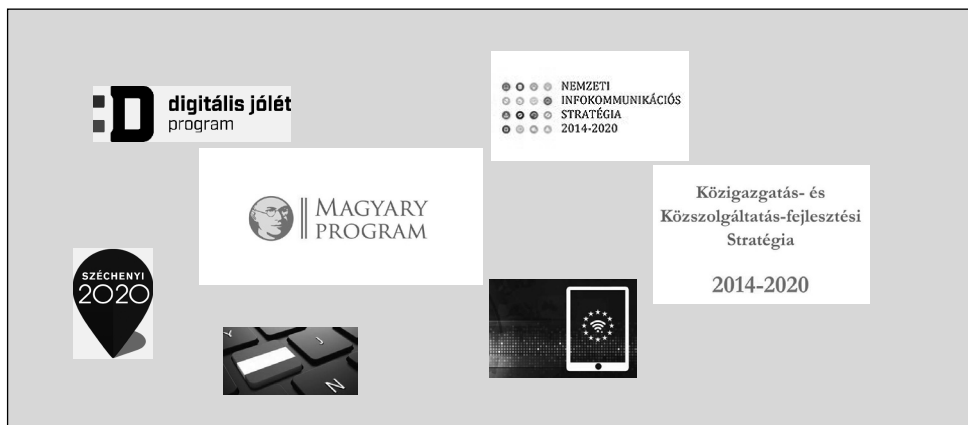 digitális jólét
program
NEMZETI
INFOKOMMUNIKÁCIÓS
STRATÉGIA
2014-2020
MAGYARY
PROGRAM
Közigazgatás- és
Közszolgáltatás-fejlesztési
Stratégia
2014-2020
SZÉCHENYI
2020
Y
J
N